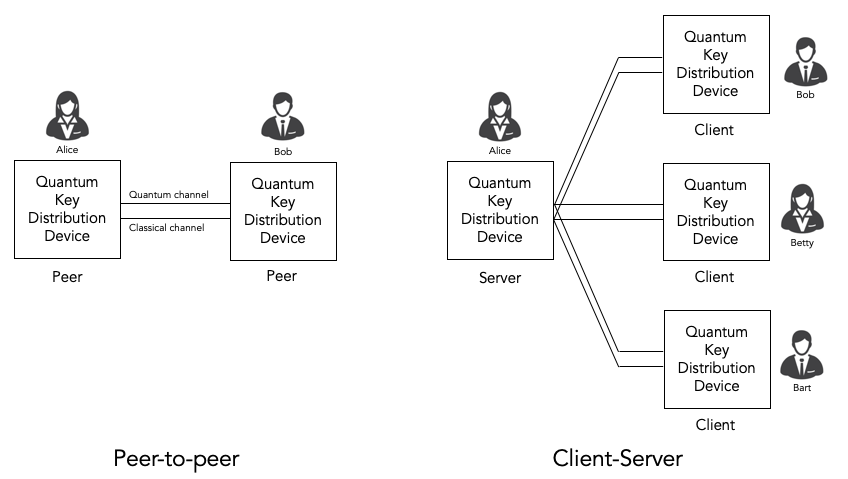 Alice
Quantum
Key
Distribution
Device
Peer
Quantum channel
Classical channel
Bob
Quantum
Key
Distribution
Device
Peer
Peer-to-peer
Alice
Quantum
Key
Distribution
Device
Server
Quantum
Key
Distribution
Device
Client
Bob
Quantum
Key
Distribution
Device
Client
Betty
Quantum
Key
Distribution
Device
Client
Bart
Client-Server